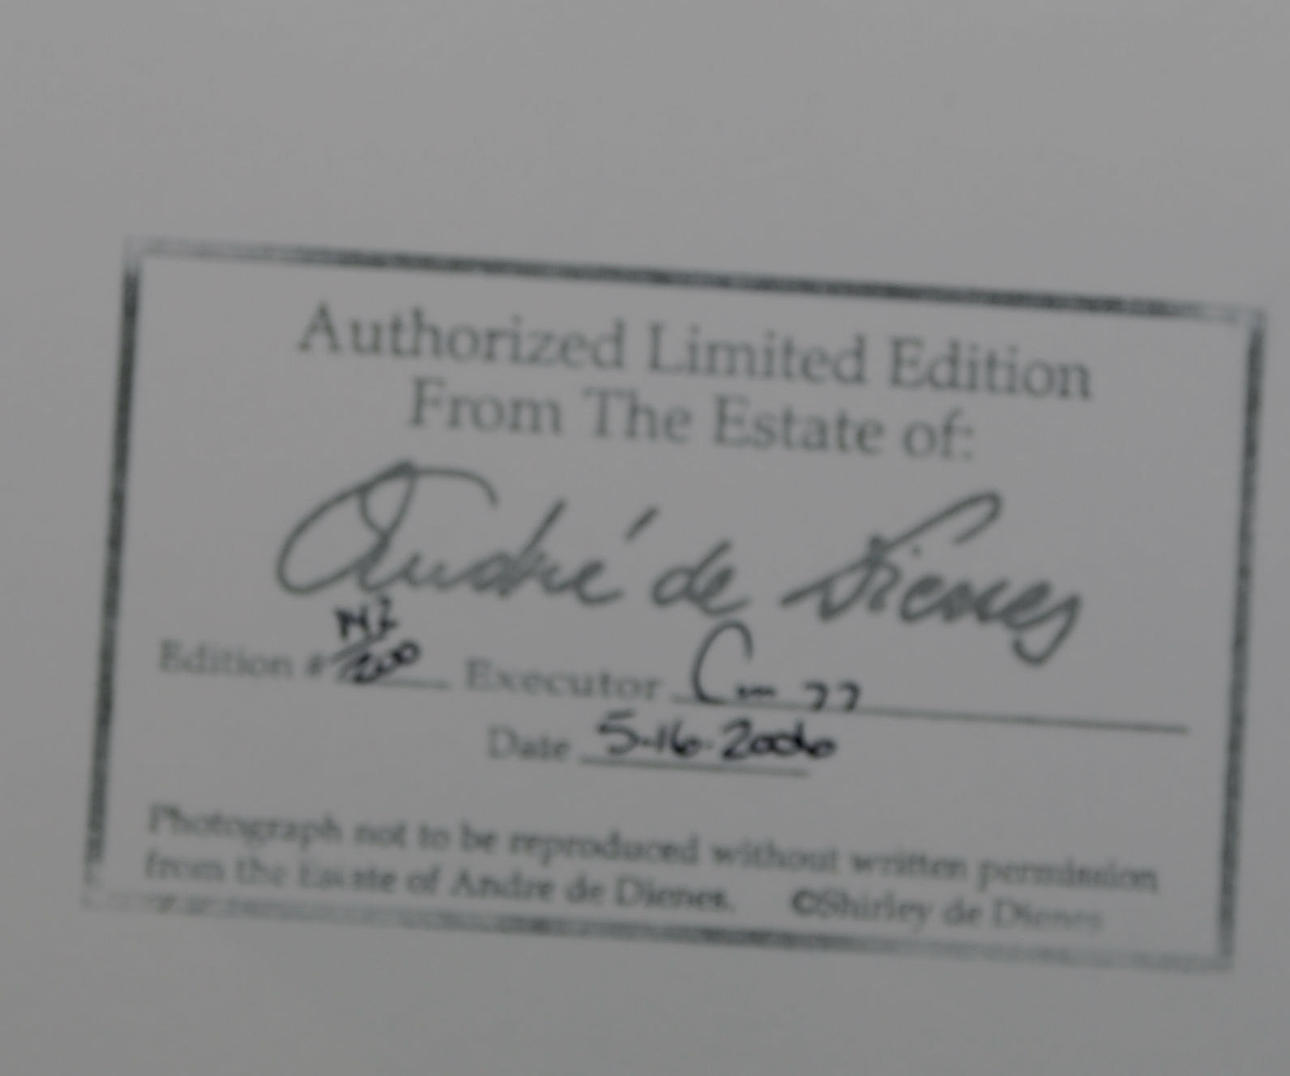 Authorized Limited Edition
From The Estate of:
André de Dienes
Edition # /200 Executor
Date 5-16-2006
Photograph not to be reproduced without written permission
from the Estate of Andre de Dienes. ©Shirley de Dienes